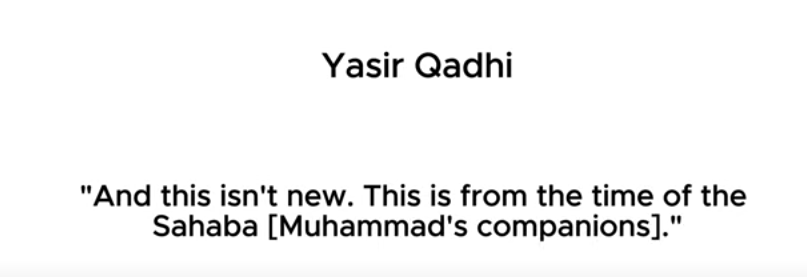 Yasir Qadhi
"And this isn't new. This is from the time of the
Sahaba [Muhammad's companions]."